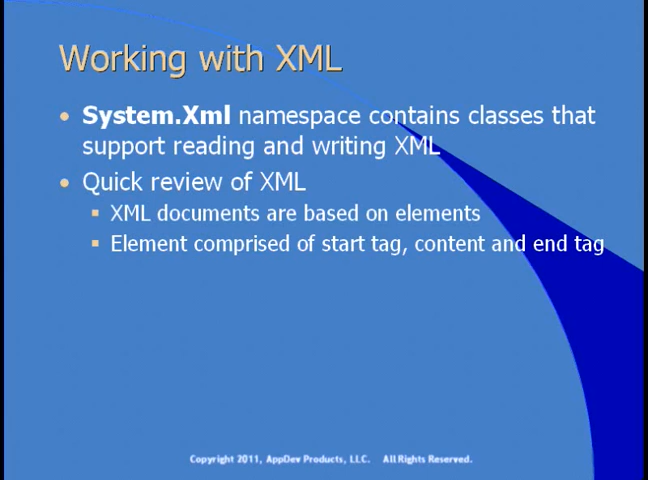 Working with XML
• System.Xml namespace contains classes that
support reading and writing XML
• Quick review of XML
▪ XML documents are based on elements
▪ Element comprised of start tag, content and end tag
Copyright 2011, AppDev Products, LLC. All Rights Reserved.